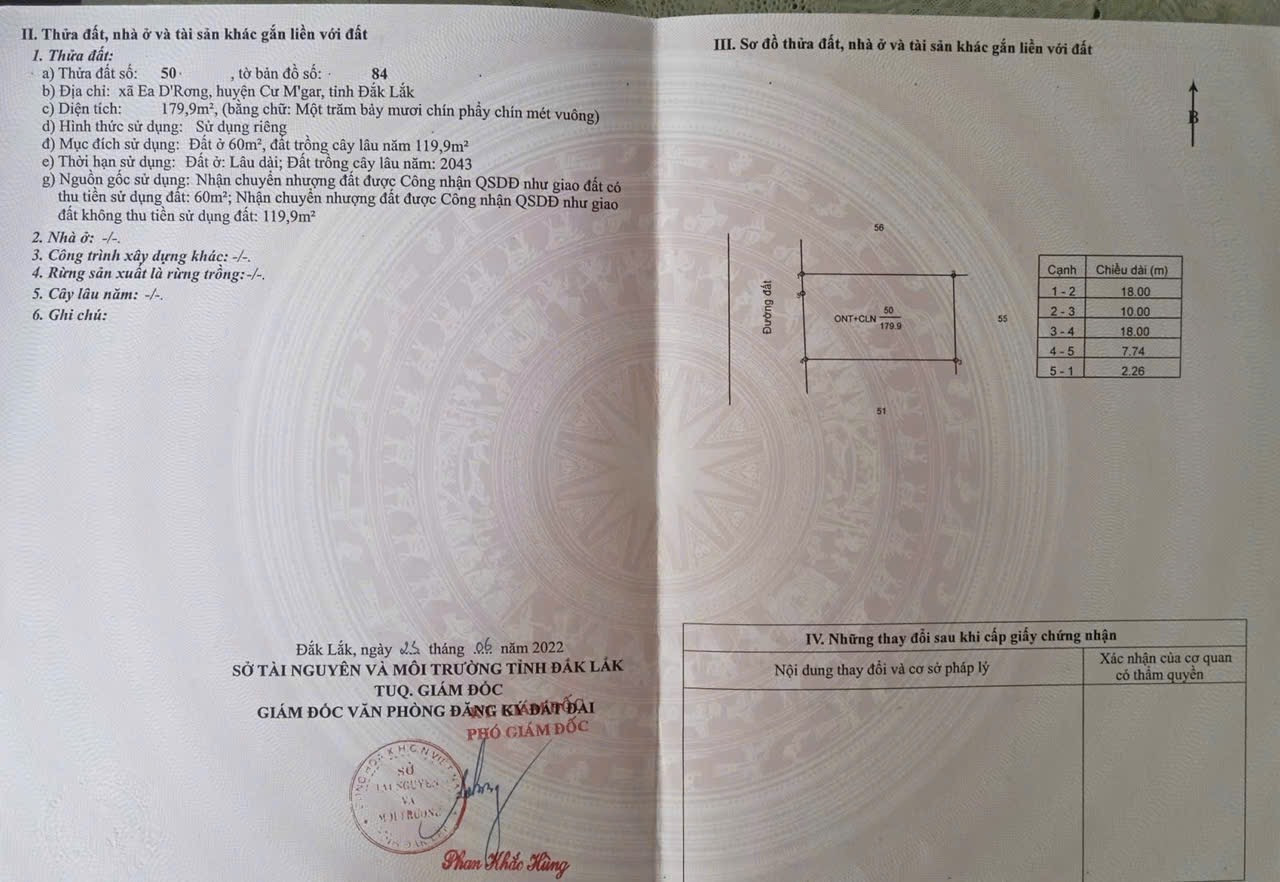 II. Thửa đất, nhà ở và tài sản khác gắn liền với đất
1. Thửa đất:
a) Thửa đất số: 50 , tờ bản đồ số: 84
b) Địa chỉ: xã Ea D'Rơng, huyện Cư M'gar, tỉnh Đắk Lắk
c) Diện tích: 179,9m², (bằng chữ: Một trăm bảy mươi chín phẩy chín mét vuông)
d) Hình thức sử dụng: Sử dụng riêng
đ) Mục đích sử dụng: Đất ở 60m², đất trồng cây lâu năm 119,9m²
e) Thời hạn sử dụng: Đất ở: Lâu dài; Đất trồng cây lâu năm: 2043
g) Nguồn gốc sử dụng: Nhận chuyển nhượng đất được Công nhận QSDĐ như giao đất có
thu tiền sử dụng đất: 60m²; Nhận chuyển nhượng đất được Công nhận QSDĐ như giao
đất không thu tiền sử dụng đất: 119,9m²
2. Nhà ở: -/-.
3. Công trình xây dựng khác: -/-.
4. Rừng sản xuất là rừng trồng:-/-.
5. Cây lâu năm: -/-.
6. Ghi chú:
Đắk Lắk, ngày 23 tháng 06 năm 2022
SỞ TÀI NGUYÊN VÀ MÔI TRƯỜNG TỈNH ĐẮK LẮK
TUQ. GIÁM ĐỐC
GIÁM ĐỐC VĂN PHÒNG ĐĂNG KÝ ĐẤT ĐAI
PHÓ GIÁM ĐỐC
SỞ
TÀI NGUYÊN
VÀ
MÔI TRƯỜNG
Phan Khắc Hùng
III. Sơ đồ thửa đất, nhà ở và tài sản khác gắn liền với đất
B
56
Đường đất
ONT+CLN 50
179.9
55
51
Cạnh Chiều dài (m)
1 - 2 18.00
2 - 3 10.00
3 - 4 18.00
4 - 5 7.74
5 - 1 2.26
IV. Những thay đổi sau khi cấp giấy chứng nhận
Nội dung thay đổi và cơ sở pháp lý
Xác nhận của cơ quan
có thẩm quyền